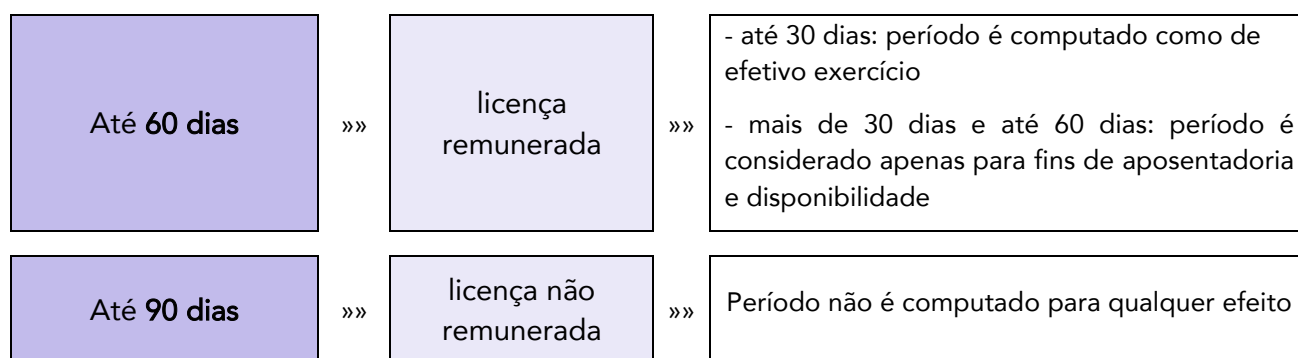 Até 60 dias
»»
licença
remunerada
»»
- até 30 dias: período é computado como de
efetivo exercício
- mais de 30 dias e até 60 dias: período é
considerado apenas para fins de aposentadoria
e disponibilidade
Até 90 dias
»»
licença não
remunerada
»»
Período não é computado para qualquer efeito